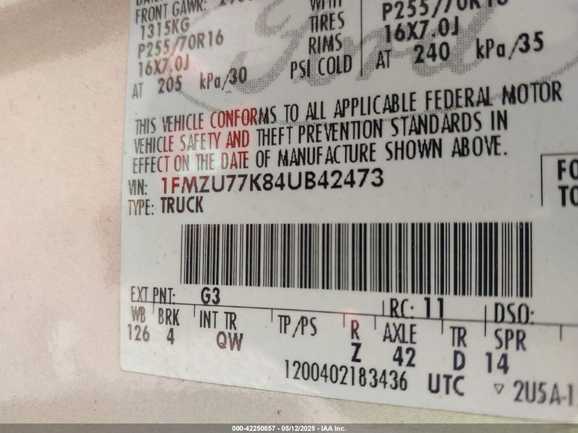 FRONT GAWR:
WITH
P255/70R16
1315KG
TIRES
16X7.0J
P255/70R16
RIMS
AT 240 kPa/35
16X7.0J
PSI COLD
AT 205 kPa/30
Ford
THIS VEHICLE CONFORMS TO ALL APPLICABLE FEDERAL MOTOR
VEHICLE SAFETY AND THEFT PREVENTION STANDARDS IN
EFFECT ON THE DATE OF MANUFACTURE SHOWN ABOVE.
VIN: 1FMZU77K84UB42473
TYPE: TRUCK
EXT PNT: G3
RC: 11
DSO:
WB BRK INT TR TP/PS R AXLE TR SPR
126 4 QW Z 42 D 14
1200402183436 UTC
▽ 2U5A-1
000-42250657 - 05/12/2025 - COPART